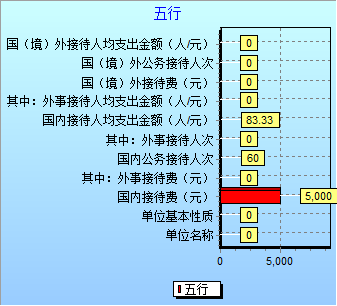 五行
国（境）外接待人均支出金额（人/元） 0
国（境）外公务接待人次 0
国（境）外接待费（元） 0
其中：外事接待人均支出金额（人/元） 0
国内接待人均支出金额（人/元） 83.33
其中：外事接待人次 0
国内公务接待人次 60
其中：外事接待费（元） 0
国内接待费（元） 5,000
单位基本性质 0
单位名称 0
0 5,000
五行